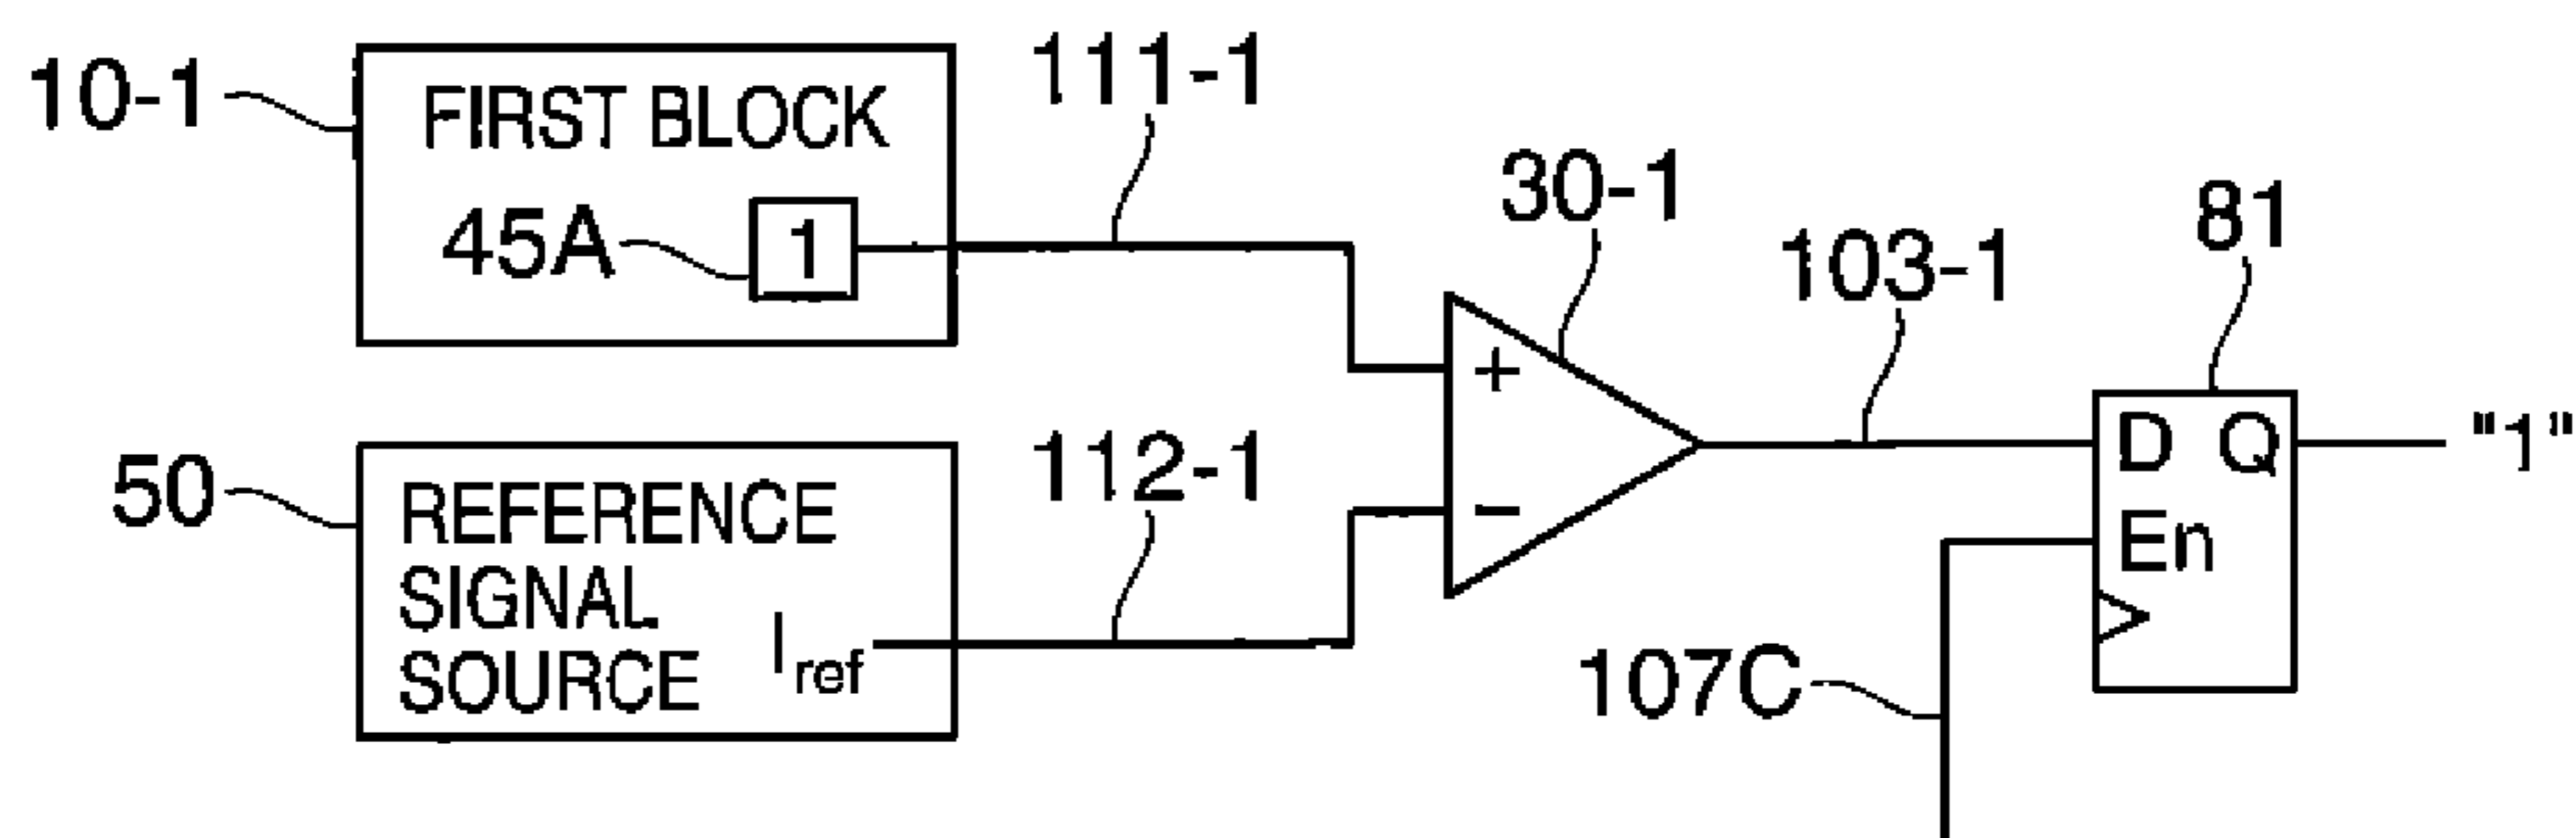 10-1
FIRST BLOCK
45A
1
111-1
30-1
103-1
81
+
−
D Q
En
"1"
50
REFERENCE
SIGNAL
SOURCE
Iref
112-1
107C